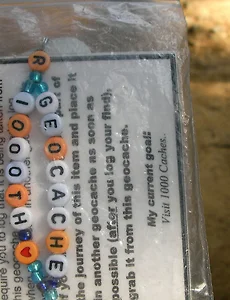 R
GEOCACHE
I000TH
the journey of this item and place it
in another geocache as soon as
possible (after you log your find),
grab it from this geocache.
My current goal:
Visit 1000 Caches.